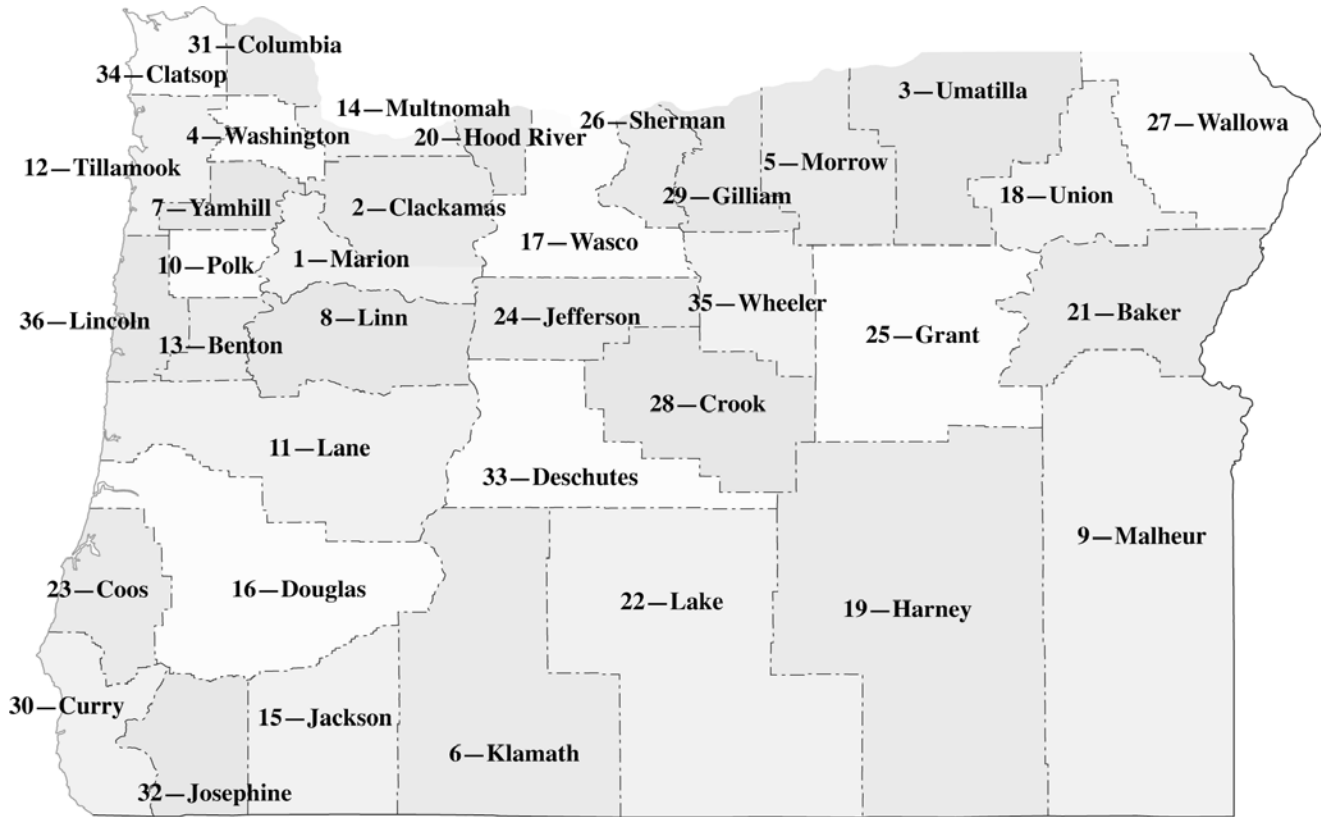 31—Columbia
34—Clatsop
14—Multnomah
3—Umatilla
26—Sherman
27—Wallowa
4—Washington
20—Hood River
12—Tillamook
5—Morrow
29—Gilliam
18—Union
7—Yamhill
2—Clackamas
17—Wasco
1—Marion
10—Polk
35—Wheeler
21—Baker
36—Lincoln
8—Linn
24—Jefferson
25—Grant
13—Benton
28—Crook
11—Lane
33—Deschutes
9—Malheur
23—Coos
16—Douglas
22—Lake
19—Harney
30—Curry
15—Jackson
6—Klamath
32—Josephine